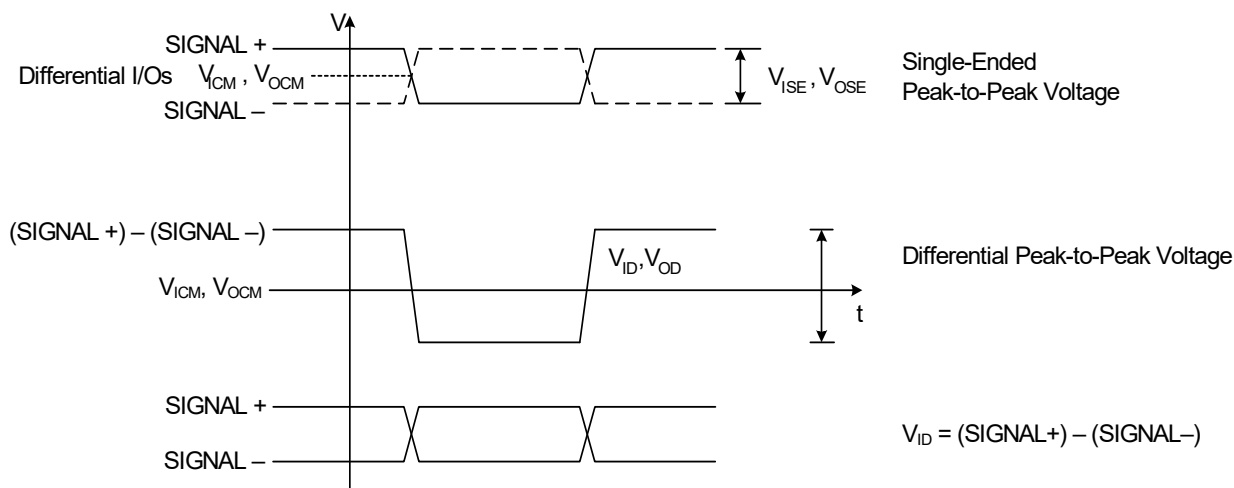 V
SIGNAL +
Differential I/Os V_ICM , V_OCM
SIGNAL –
V_ISE , V_OSE
Single-Ended
Peak-to-Peak Voltage
(SIGNAL +) – (SIGNAL –)
V_ID, V_OD
Differential Peak-to-Peak Voltage
V_ICM, V_OCM
t
SIGNAL +
SIGNAL –
V_ID = (SIGNAL+) – (SIGNAL–)